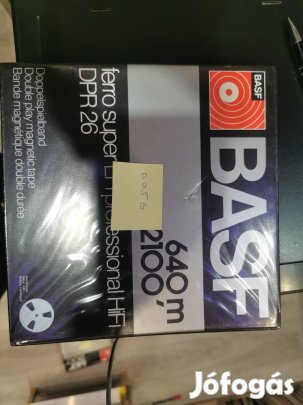 BASF
BASF
640 m
2100'
ferro super professional HiFi
DPR 26
Doppelspielband
Double play magnetic tape
Bande magnétique double durée
0050
Jófogás